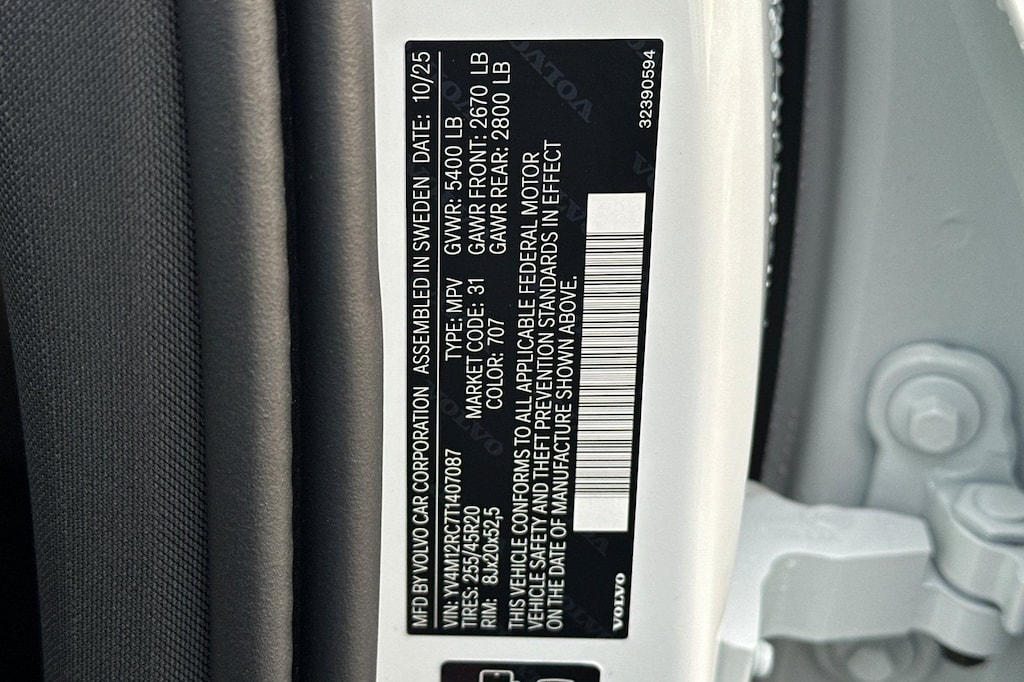 MFD BY VOLVO CAR CORPORATION ASSEMBLED IN SWEDEN DATE: 10/25
VIN: YV4M12RC7T1407087 TYPE: MPV GVWR: 5400 LB
TIRES: 255/45R20 MARKET CODE: 31 GAWR FRONT: 2670 LB
RIM: 8Jx20x52,5 COLOR: 707 GAWR REAR: 2800 LB
THIS VEHICLE CONFORMS TO ALL APPLICABLE FEDERAL MOTOR
VEHICLE SAFETY AND THEFT PREVENTION STANDARDS IN EFFECT
ON THE DATE OF MANUFACTURE SHOWN ABOVE.
VOLVO
32390594